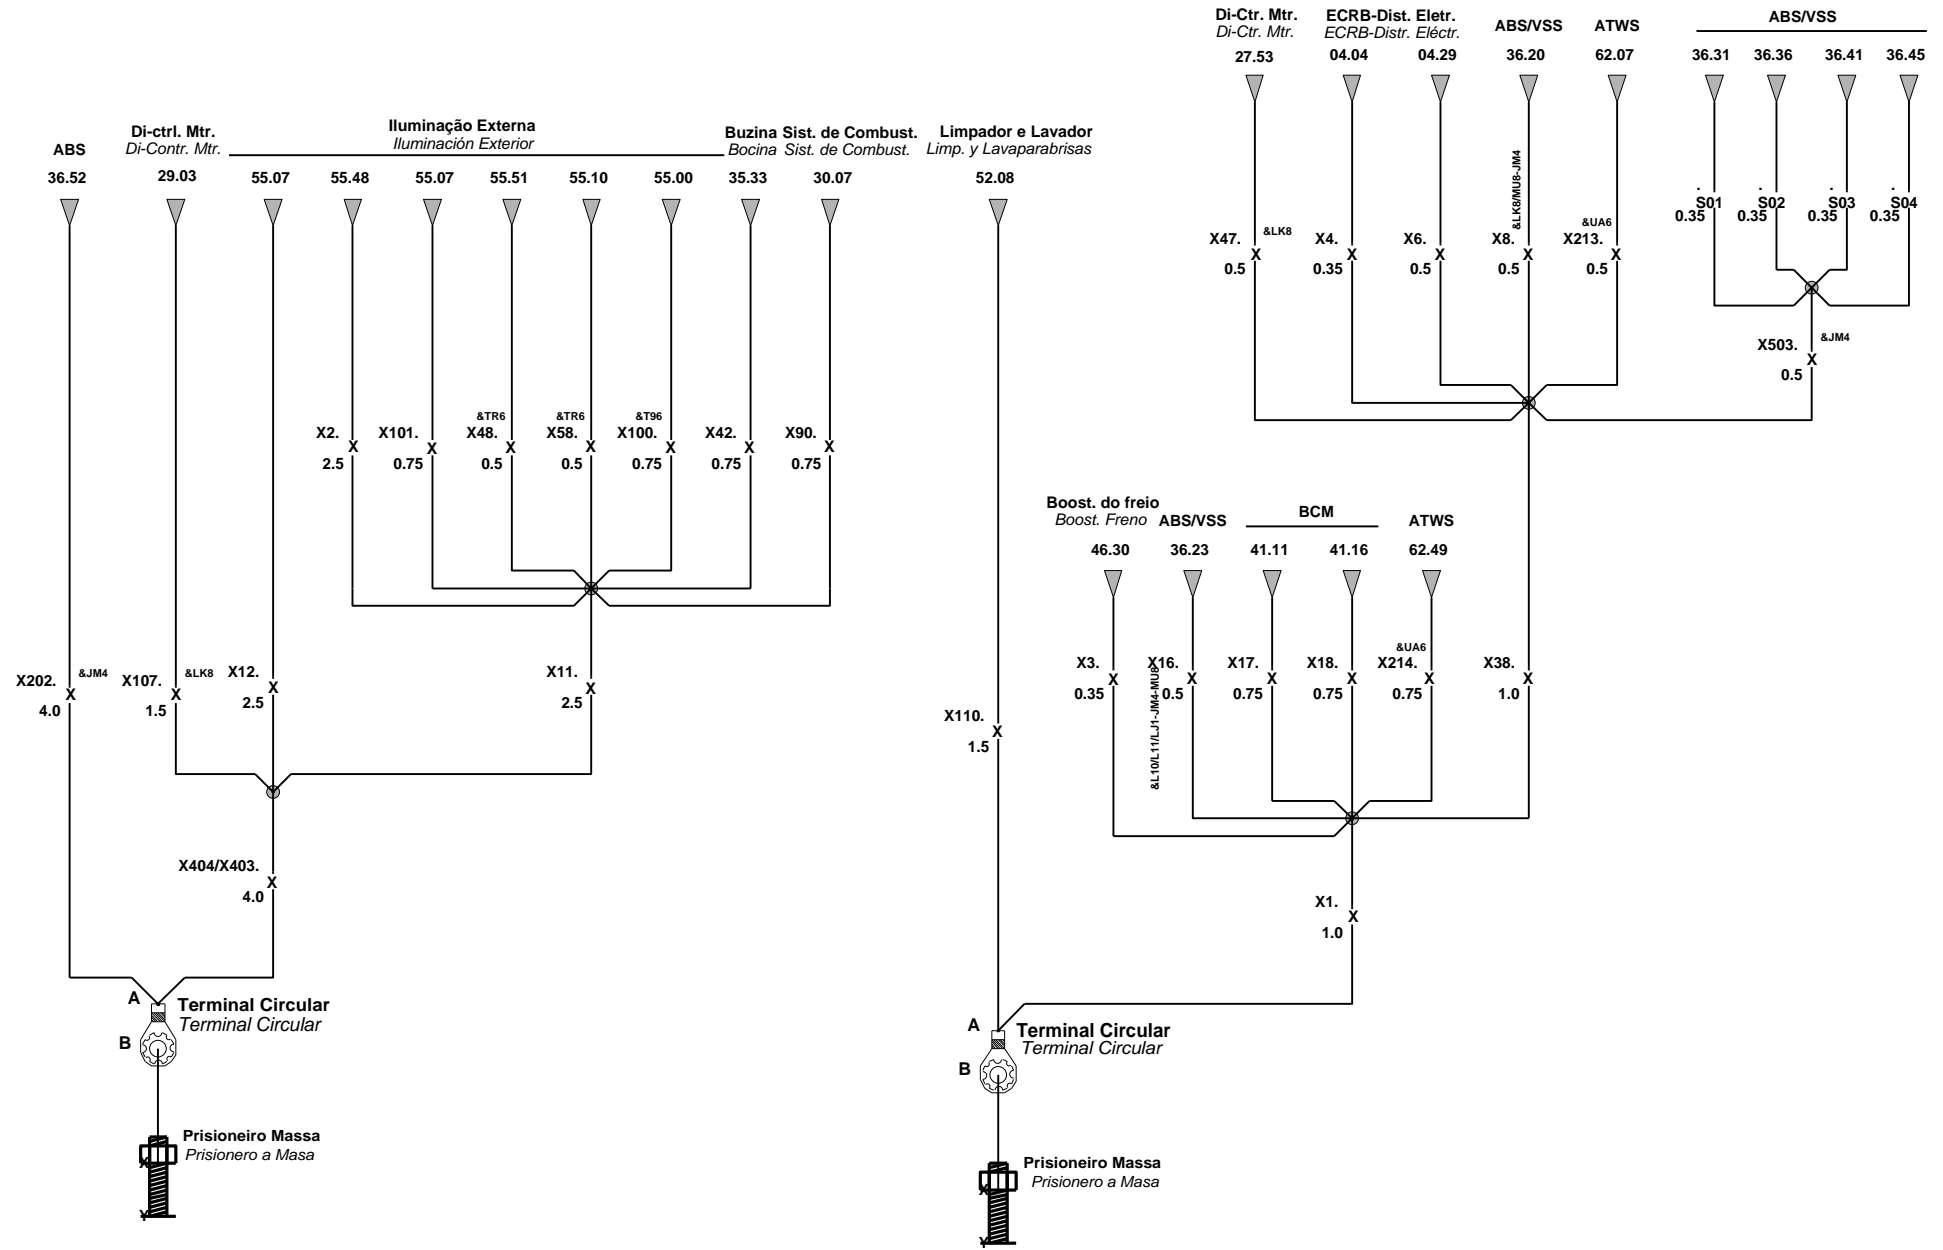 Di-Ctr. Mtr.
Di-Ctr. Mtr.
27.53
ECRB-Dist. Eletr.
ECRB-Distr. Eléctr.
04.04 04.29
ABS/VSS
36.20
ATWS
62.07
ABS/VSS
36.31 36.36 36.41 36.45
ABS
36.52
Di-ctrl. Mtr.
Di-Contr. Mtr.
29.03
Iluminação Externa
Iluminación Exterior
55.07 55.48 55.07 55.51 55.10 55.00
Buzina
Bocina
35.33
Sist. de Combust.
Sist. de Combust.
30.07
Limpador e Lavador
Limp. y Lavaparabrisas
52.08
&LK8/MU8-JM4
. . . .
S01 S02 S03 S04
0.35 0.35 0.35 0.35
&LK8 &UA6
X47. X4. X6. X8. X213.
X X X X X
0.5 0.35 0.5 0.5 0.5
&JM4
X503.
X
0.5
&TR6 &TR6 &T96
X2. X101. X48. X58. X100. X42. X90.
X X X X X X X
2.5 0.75 0.5 0.5 0.75 0.75 0.75
Boost. do freio
Boost. Freno
46.30
ABS/VSS
36.23
BCM
41.11 41.16
ATWS
62.49
&UA6
X3. X16. X17. X18. X214. X38.
X X X X X X
0.35 0.5 0.75 0.75 0.75 1.0
&L10/L11/LJ1-JM4-MU8
&JM4 &LK8
X202. X107. X12. X11.
X X X X
4.0 1.5 2.5 2.5
X110.
X
1.5
X404/X403.
X
4.0
X1.
X
1.0
A
Terminal Circular
Terminal Circular
B
Prisioneiro Massa
Prisionero a Masa
X
Y
A
Terminal Circular
Terminal Circular
B
Prisioneiro Massa
Prisionero a Masa
X
Y